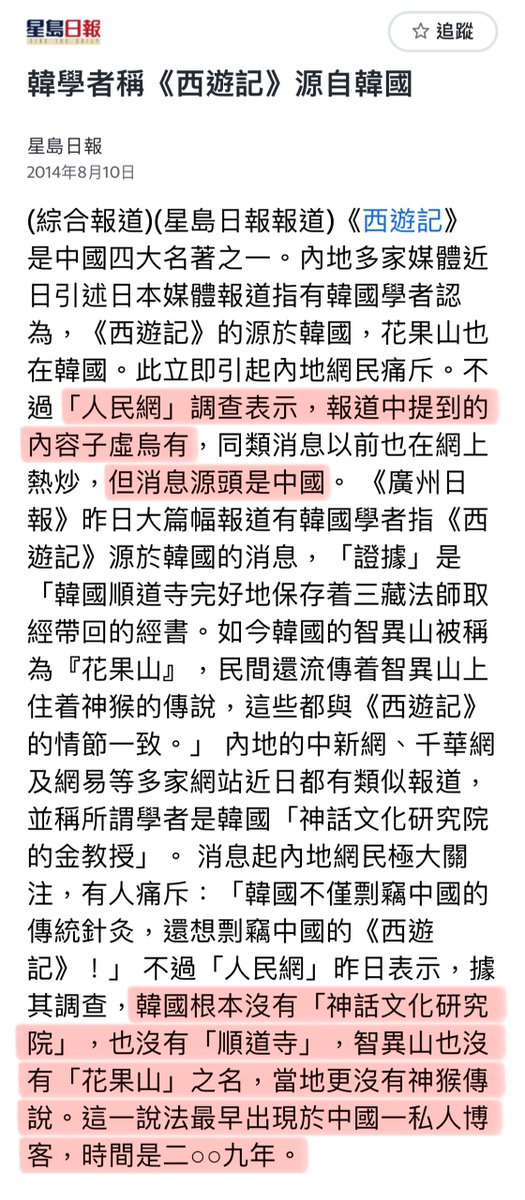 星島日報
SING TAO DAILY
☆ 追蹤
韓學者稱《西遊記》源自韓國
星島日報
2014年8月10日
(綜合報道)(星島日報報道)《西遊記》
是中國四大名著之一。內地多家媒體近
日引述日本媒體報道指有韓國學者認
為，《西遊記》的源於韓國，花果山也
在韓國。此立即引起內地網民痛斥。不
過「人民網」調查表示，報道中提到的
內容子虛烏有，同類消息以前也在網上
熱炒，但消息源頭是中國。《廣州日
報》昨日大篇幅報道有韓國學者指《西
遊記》源於韓國的消息，「證據」是
「韓國順道寺完好地保存着三藏法師取
經帶回的經書。如今韓國的智異山被稱
為『花果山』，民間還流傳着智異山上
住着神猴的傳說，這些都與《西遊記》
的情節一致。」 內地的中新網、千華網
及網易等多家網站近日都有類似報道，
並稱所謂學者是韓國「神話文化研究院
的金教授」。 消息起內地網民極大關
注，有人痛斥：「韓國不僅剽竊中國的
傳統針灸，還想剽竊中國的《西遊
記》！」 不過「人民網」昨日表示，據
其調查，韓國根本沒有「神話文化研究
院」，也沒有「順道寺」，智異山也沒
有「花果山」之名，當地更沒有神猴傳
說。這一說法最早出現於中國一私人博
客，時間是二○○九年。